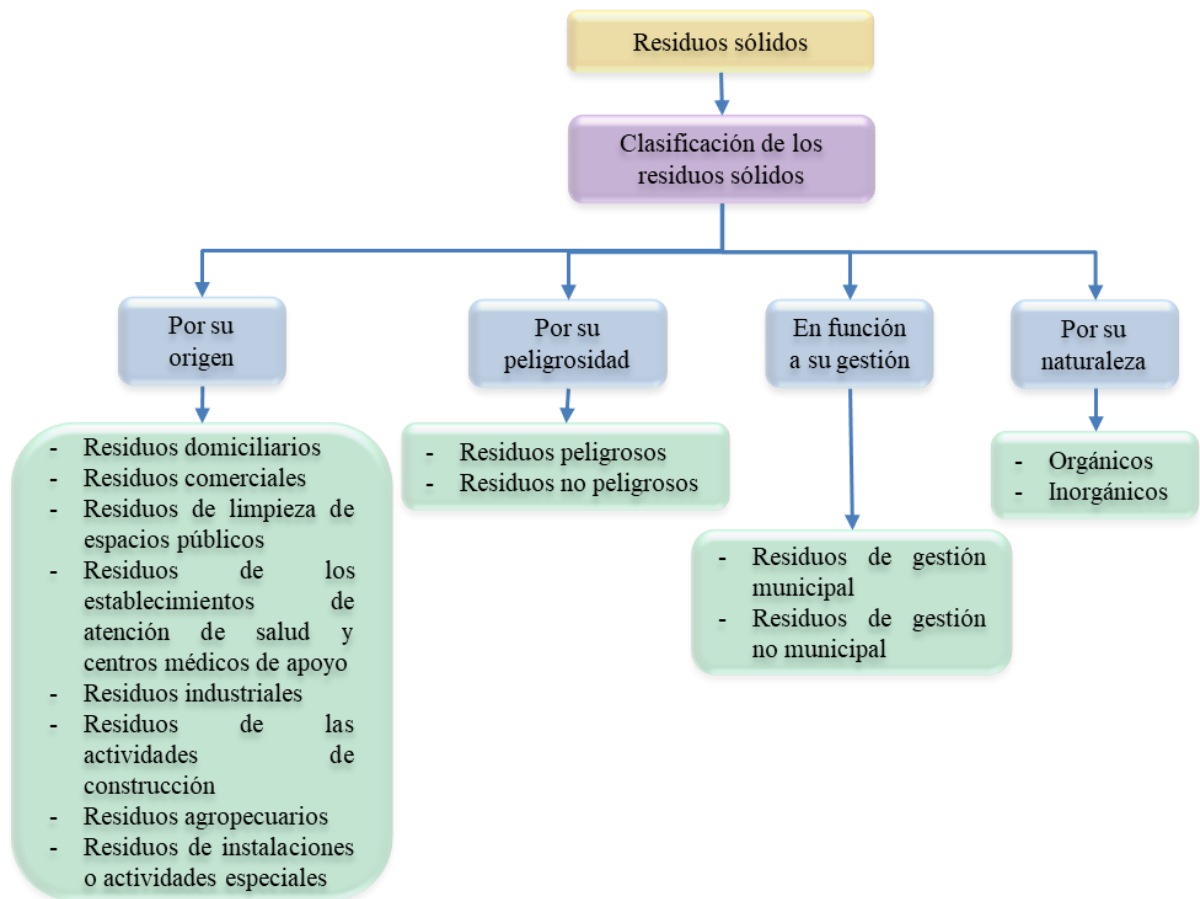 Residuos sólidos
Clasificación de los
residuos sólidos
Por su
origen
Por su
peligrosidad
En función
a su gestión
Por su
naturaleza
- Residuos domiciliarios
- Residuos comerciales
- Residuos de limpieza de
espacios públicos
- Residuos de los
establecimientos de
atención de salud y
centros médicos de apoyo
- Residuos industriales
- Residuos de las
actividades de
construcción
- Residuos agropecuarios
- Residuos de instalaciones
o actividades especiales
- Residuos peligrosos
- Residuos no peligrosos
- Residuos de gestión
municipal
- Residuos de gestión
no municipal
- Orgánicos
- Inorgánicos